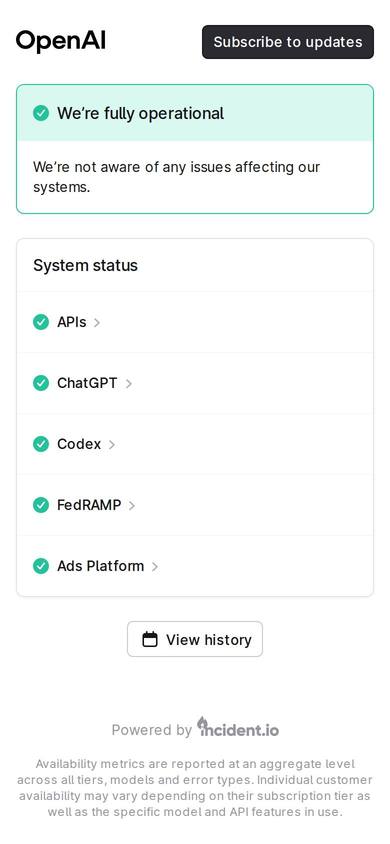 OpenAI
Subscribe to updates
We're fully operational
We're not aware of any issues affecting our
systems.
System status
APIs
ChatGPT
Codex
FedRAMP
Ads Platform
View history
Powered by incident.io
Availability metrics are reported at an aggregate level
across all tiers, models and error types. Individual customer
availability may vary depending on their subscription tier as
well as the specific model and API features in use.